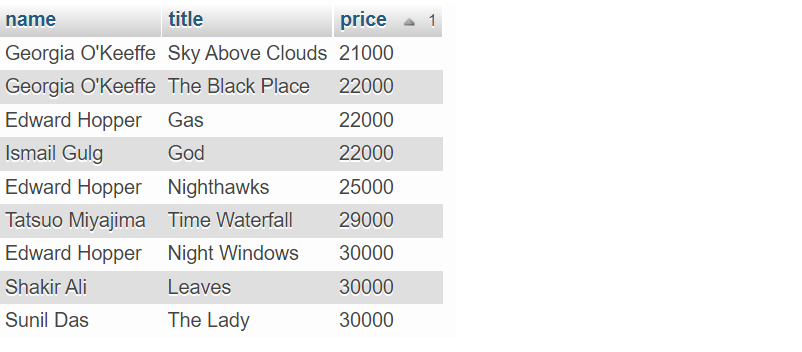 name title price 1
Georgia O'Keeffe Sky Above Clouds 21000
Georgia O'Keeffe The Black Place 22000
Edward Hopper Gas 22000
Ismail Gulg God 22000
Edward Hopper Nighthawks 25000
Tatsuo Miyajima Time Waterfall 29000
Edward Hopper Night Windows 30000
Shakir Ali Leaves 30000
Sunil Das The Lady 30000